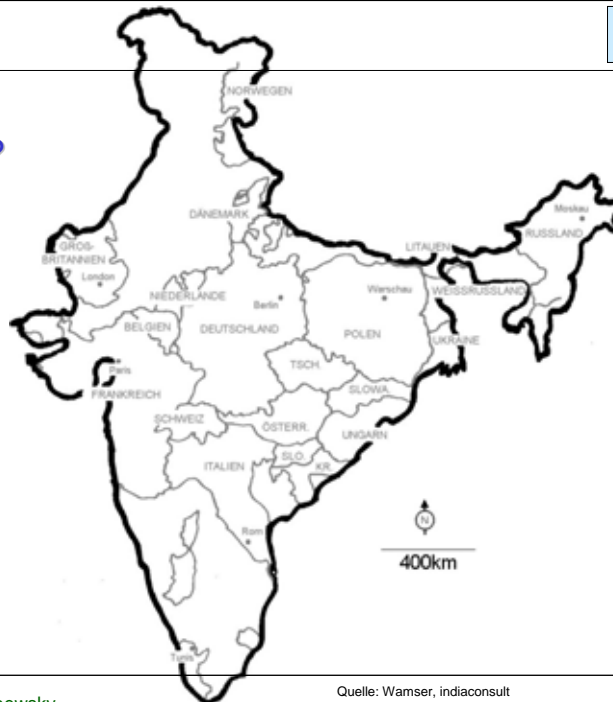 NORWEGEN
DÄNEMARK
Moskau
RUSSLAND
GROS-
BRITANNIEN
London
LITAUEN
NIEDERLANDE
Berlin
Warschau
WEISSRUSSLAND
BELGIEN
DEUTSCHLAND
POLEN
UKRAINE
Paris
TSCH.
FRANKREICH
SLOWA.
SCHWEIZ
ÖSTERR.
UNGARN
SLO.
ITALIEN
KR.
N
Rom
400km
Tunis
Quelle: Wamser, indiaconsult